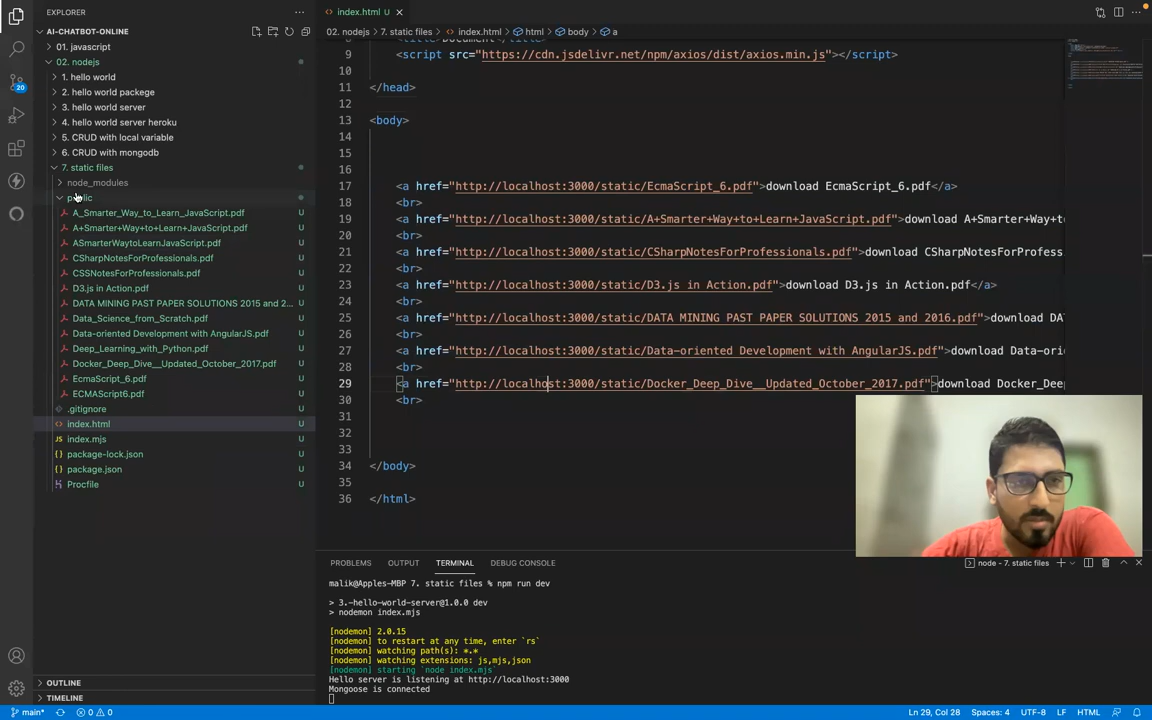 EXPLORER
AI-CHATBOT-ONLINE
01. javascript
02. nodejs
1. hello world
2. hello world packege
3. hello world server
4. hello world server heroku
5. CRUD with local variable
6. CRUD with mongodb
7. static files
node_modules
A_Smarter_Way_to_Learn_JavaScript.pdf U
A+Smarter+Way+to+Learn+JavaScript.pdf U
ASmarterWaytoLearnJavaScript.pdf U
CSharpNotesForProfessionals.pdf U
CSSNotesForProfessionals.pdf U
D3.js in Action.pdf U
DATA MINING PAST PAPER SOLUTIONS 2015 and 2... U
Data_Science_from_Scratch.pdf U
Data-oriented Development with AngularJS.pdf U
Deep_Learning_with_Python.pdf U
Docker_Deep_Dive__Updated_October_2017.pdf U
EcmaScript_6.pdf U
ECMAScript6.pdf U
.gitignore U
index.html U
JS index.mjs U
package-lock.json U
package.json U
Procfile U
OUTLINE
TIMELINE
20
index.html U
02. nodejs > 7. static files > index.html > html > body > a
9 <script src="https://cdn.jsdelivr.net/npm/axios/dist/axios.min.js"></script>
10
11 </head>
12
13 <body>
14
15
16
17 <a href="http://localhost:3000/static/EcmaScript_6.pdf">download EcmaScript_6.pdf</a>
18 <br>
19 <a href="http://localhost:3000/static/A+Smarter+Way+to+Learn+JavaScript.pdf">download A+Smarter+Way+to
20 <br>
21 <a href="http://localhost:3000/static/CSharpNotesForProfessionals.pdf">download CSharpNotesForProfess
22 <br>
23 <a href="http://localhost:3000/static/D3.js in Action.pdf">download D3.js in Action.pdf</a>
24 <br>
25 <a href="http://localhost:3000/static/DATA MINING PAST PAPER SOLUTIONS 2015 and 2016.pdf">download DA
26 <br>
27 <a href="http://localhost:3000/static/Data-oriented Development with AngularJS.pdf">download Data-ori
28 <br>
29 <a href="http://localhost:3000/static/Docker_Deep_Dive__Updated_October_2017.pdf">download Docker_Dee
30 <br>
31
32
33
34 </body>
35
36 </html>
PROBLEMS OUTPUT TERMINAL DEBUG CONSOLE
node - 7. static files
malik@Apples-MBP 7. static files % npm run dev
> 3.-hello-world-server@1.0.0 dev
> nodemon index.mjs
[nodemon] 2.0.15
[nodemon] to restart at any time, enter `rs`
[nodemon] watching path(s): *.*
[nodemon] watching extensions: js,mjs,json
[nodemon] starting `node index.mjs`
Hello server is listening at http://localhost:3000
Mongoose is connected
main* 0 0
Ln 29, Col 28 Spaces: 4 UTF-8 LF HTML